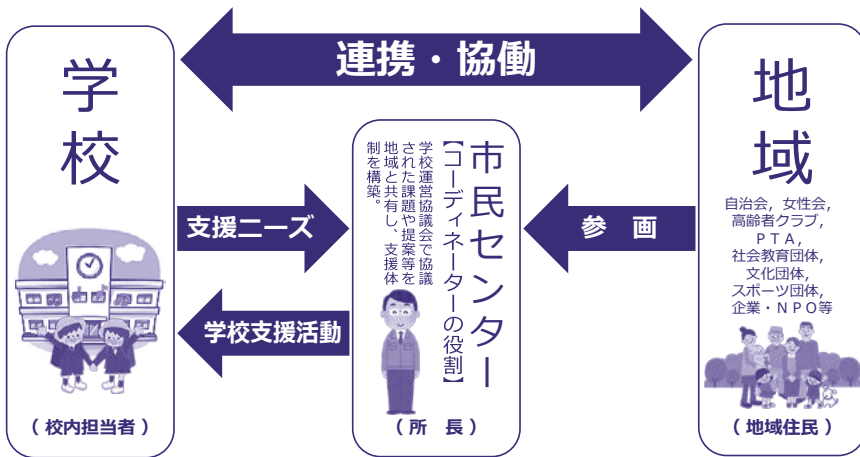 連携・協働
学校
（ 校内担当者 ）
支援ニーズ
学校支援活動
市民センター
【コーディネーターの役割】
学校運営協議会で協議
された課題や提案等を
地域と共有し、支援体
制を構築。
（ 所　長 ）
参　画
地域
自治会，女性会，
高齢者クラブ，
ＰＴＡ，
社会教育団体，
文化団体，
スポーツ団体，
企業・ＮＰＯ等
（ 地域住民 ）